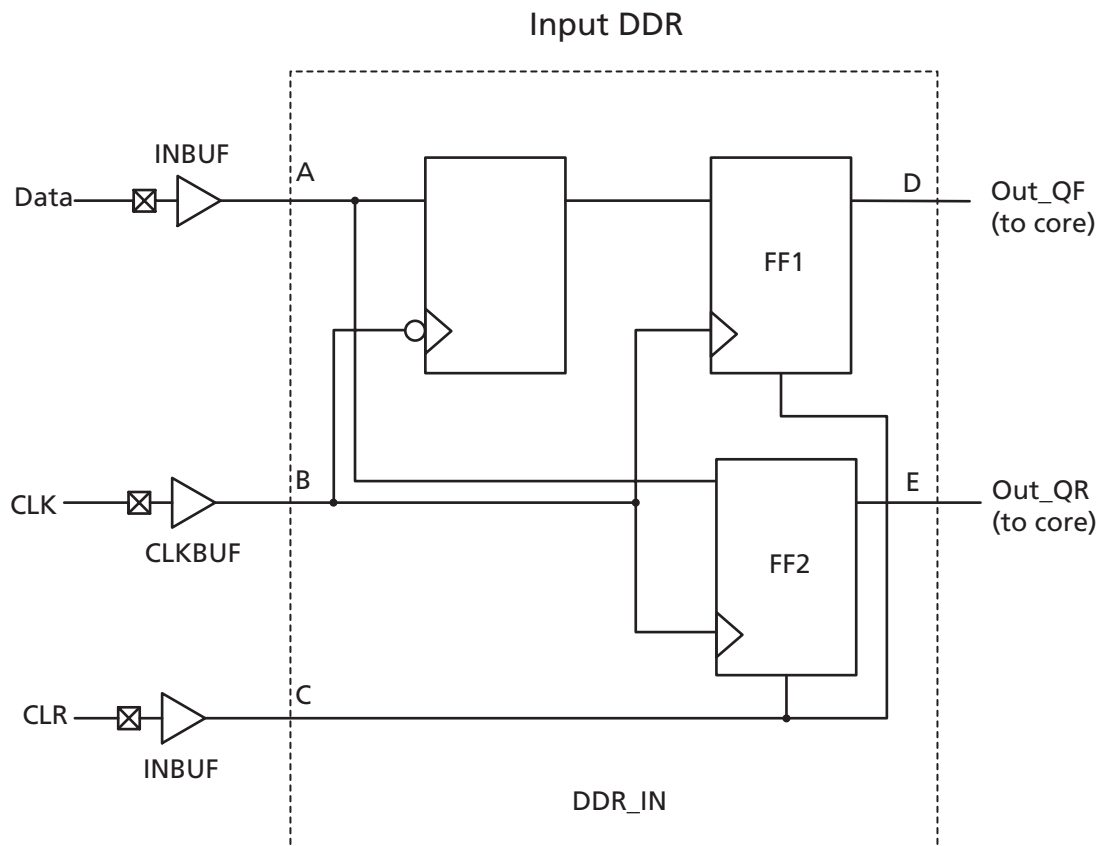 Input DDR
INBUF
A
Data
D
Out_QF
(to core)
FF1
B
E
CLK
Out_QR
(to core)
CLKBUF
FF2
C
CLR
INBUF
DDR_IN